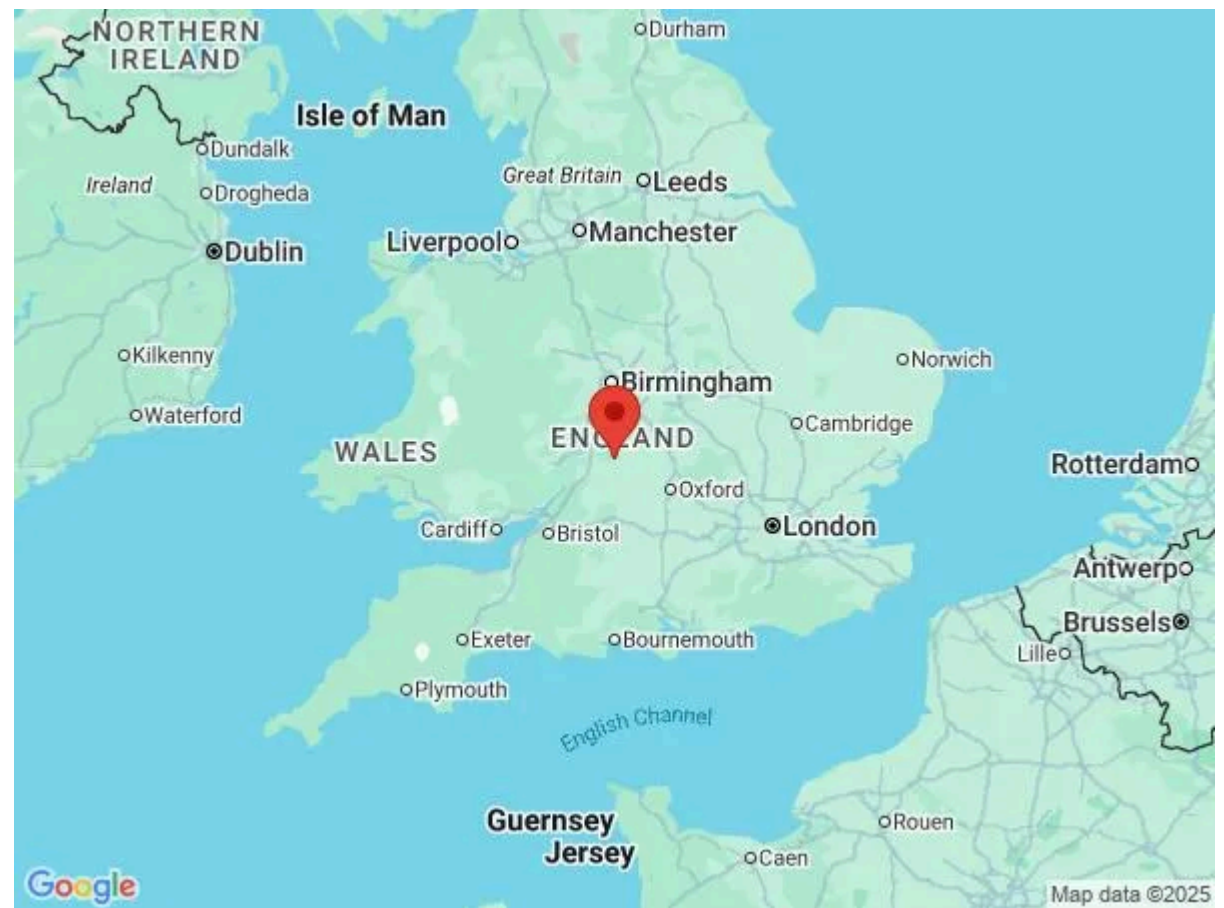 NORTHERN
IRELAND
Durham
Isle of Man
Dundalk
Great Britain
Leeds
Ireland
Drogheda
Manchester
Liverpool
Dublin
Kilkenny
Norwich
Birmingham
Waterford
Cambridge
ENGLAND
WALES
Rotterdam
Oxford
London
Cardiff
Bristol
Antwerp
Brussels
Exeter
Bournemouth
Lille
Plymouth
English Channel
Guernsey
Rouen
Jersey
Caen
Google
Map data ©2025